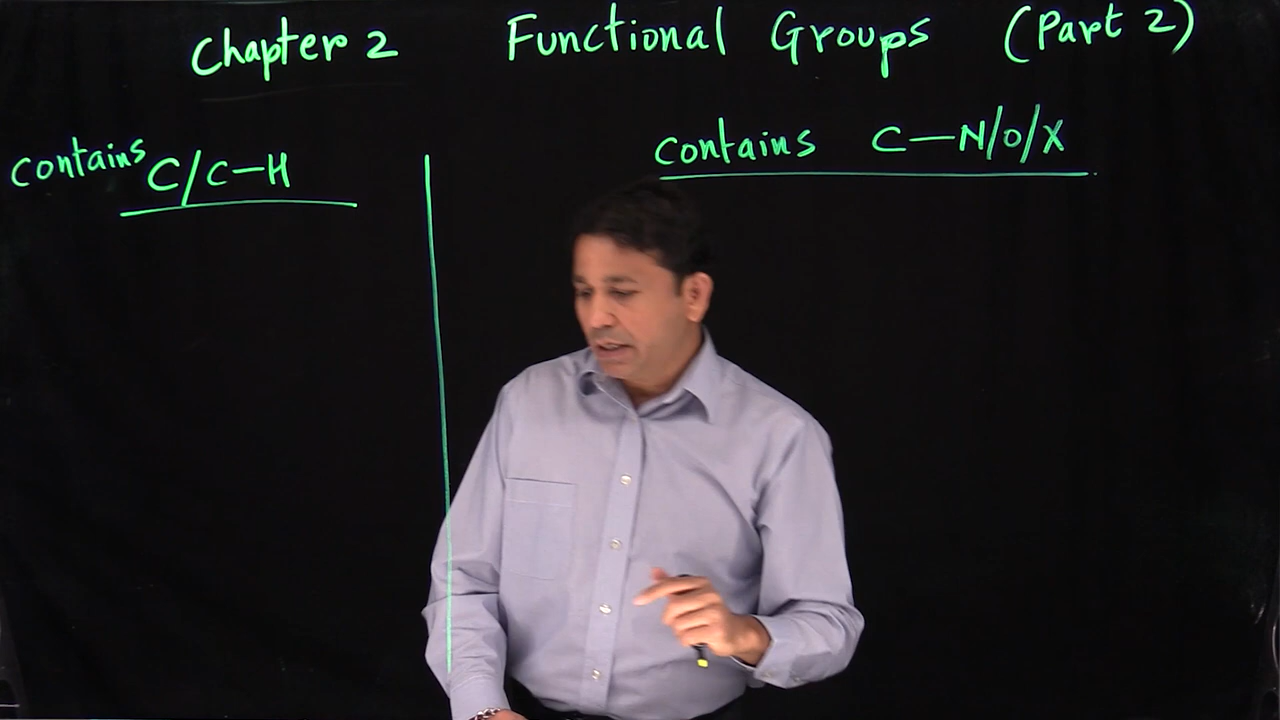 Chapter 2 Functional Groups (Part 2)
contains C/C-H
contains C—N/O/X